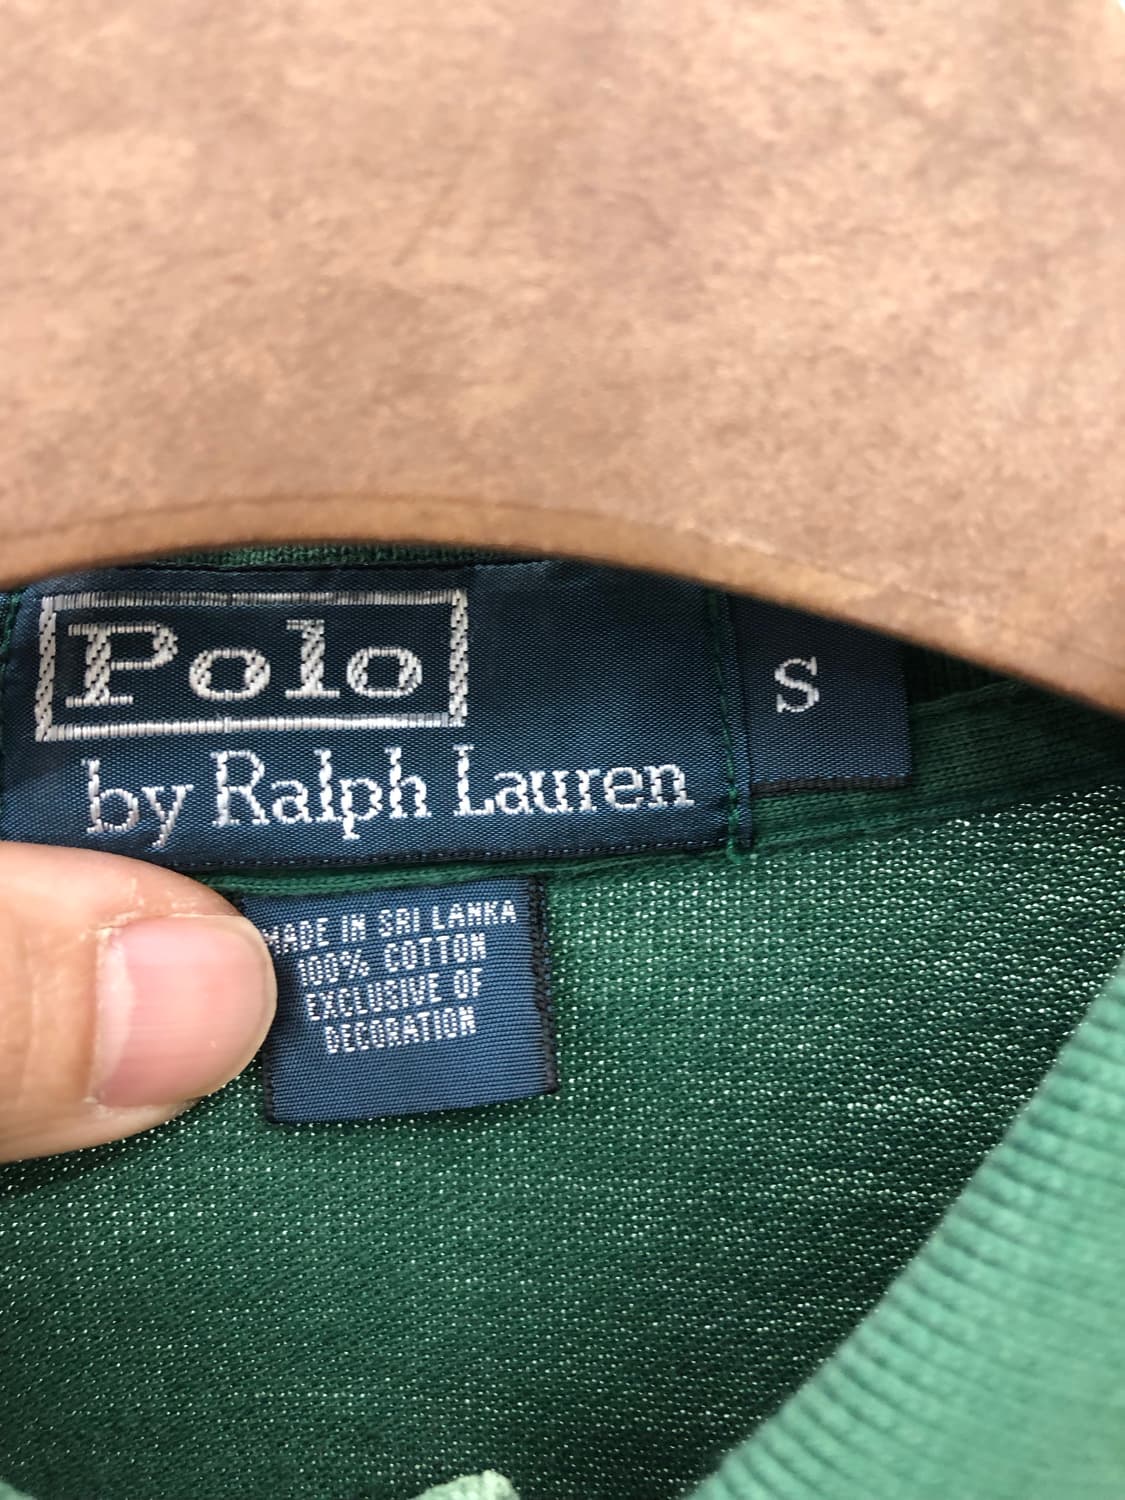 Polo
by Ralph Lauren
S
MADE IN SRI LANKA
100% COTTON
EXCLUSIVE OF
DECORATION